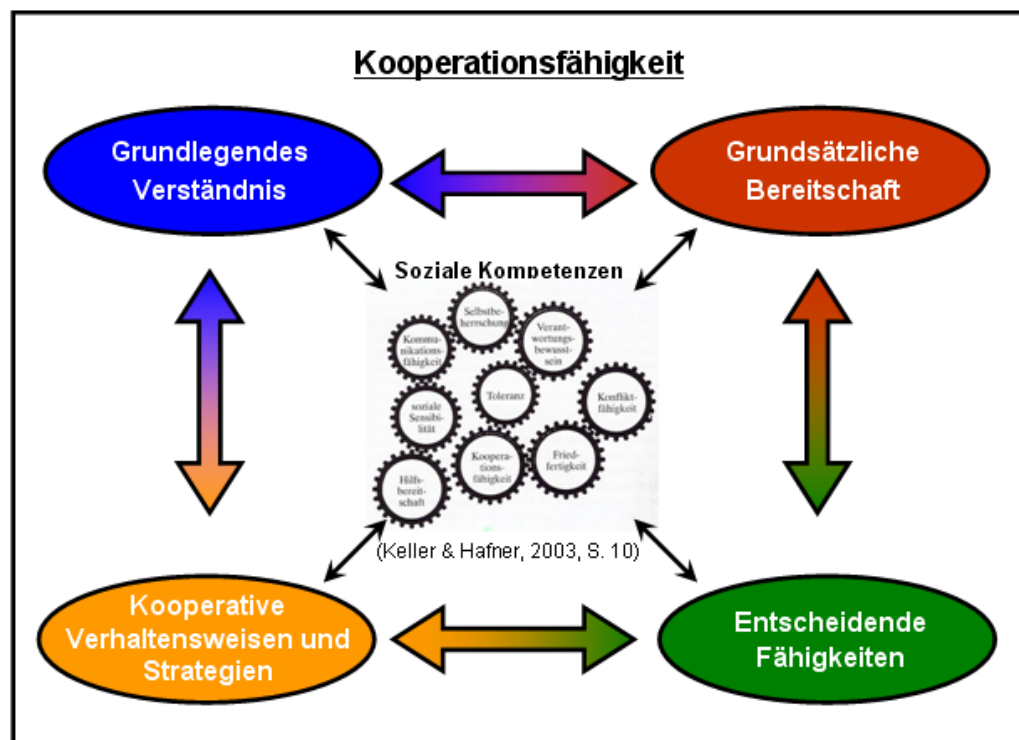 Kooperationsfähigkeit
Grundlegendes
Verständnis
Grundsätzliche
Bereitschaft
Soziale Kompetenzen
Selbstbe-
herrschung
Kommu-
nikations-
fähigkeit
Verant-
wortungs-
bewusst-
sein
Toleranz
Konflikt-
fähigkeit
soziale
Sensibi-
lität
Koopera-
tions-
fähigkeit
Fried-
fertigkeit
Hilfs-
bereit-
schaft
(Keller & Hafner, 2003, S. 10)
Kooperative
Verhaltensweisen und
Strategien
Entscheidende
Fähigkeiten